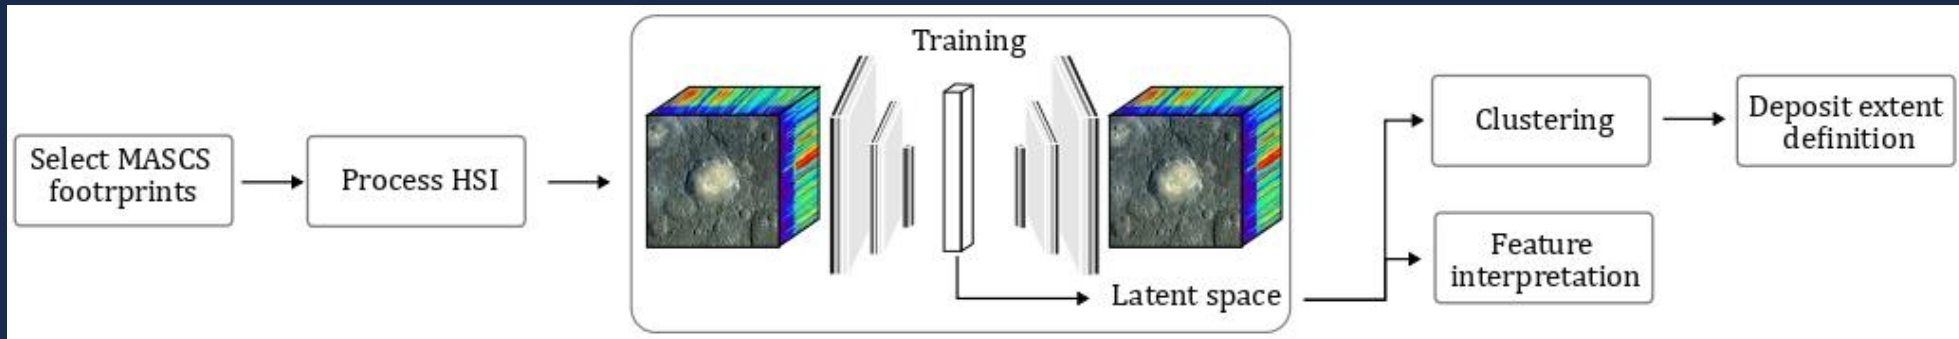 Select MASCS
footrprints
Process HSI
Training
Latent space
Clustering
Deposit extent
definition
Feature
interpretation